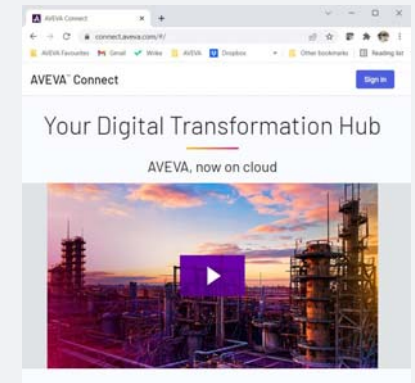 AVEVA Connect
connect.aveva.com/#/
AVEVA Favourites Gmail Wrike AVEVA Dropbox » Other bookmarks Reading list
AVEVA™ Connect
Sign in
Your Digital Transformation Hub
AVEVA, now on cloud